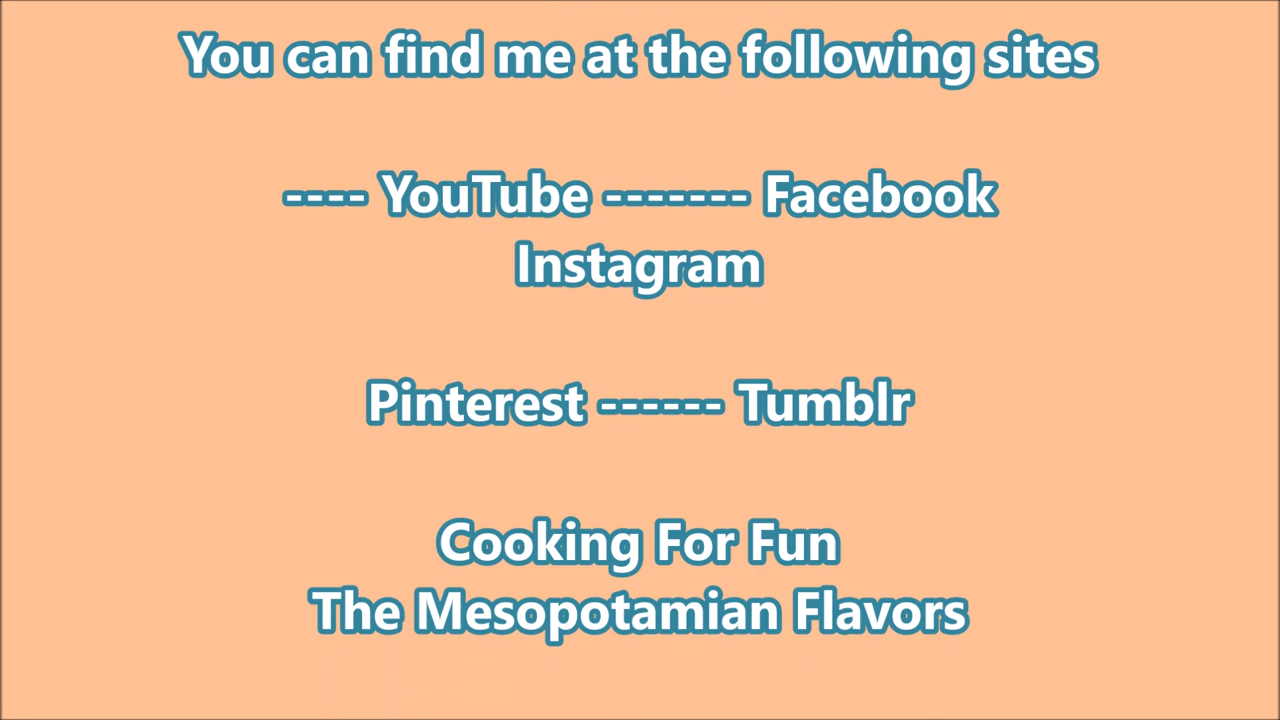 You can find me at the following sites
---- YouTube ------- Facebook
Instagram
Pinterest ------ Tumblr
Cooking For Fun
The Mesopotamian Flavors